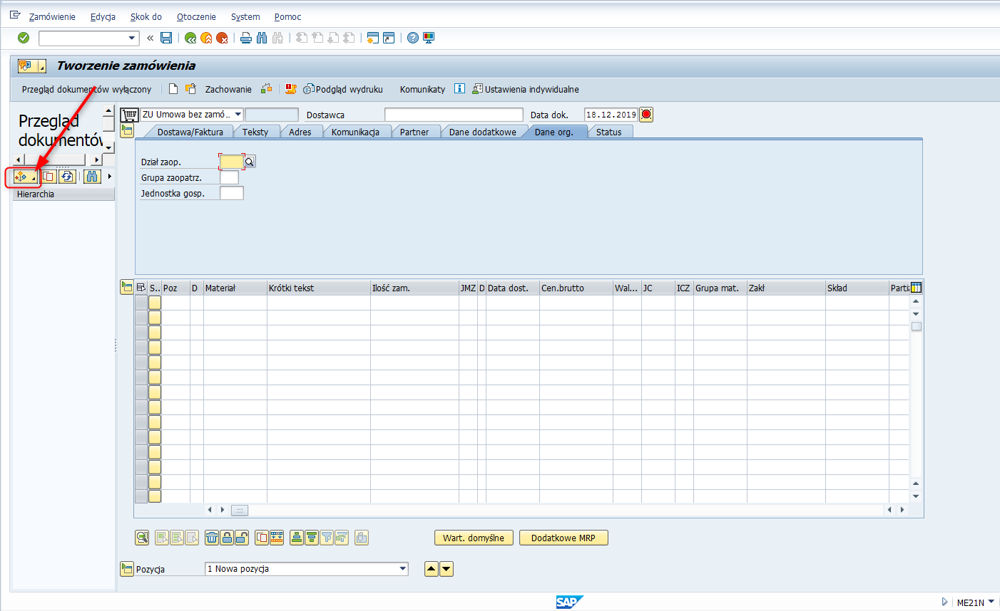 Zamówienie Edycja Skok do Otoczenie System Pomoc
Tworzenie zamówienia
Przegląd dokumentów wyłączony Zachowanie Podgląd wydruku Komunikaty Ustawienia indywidualne
Przegląd
dokumentów
Hierarchia
ZU Umowa bez zamó... Dostawca Data dok. 18.12.2019
Dostawa/Faktura Teksty Adres Komunikacja Partner Dane dodatkowe Dane org. Status
Dział zaop.
Grupa zaopatrz.
Jednostka gosp.
S.. Poz D Materiał Krótki tekst Ilość zam. JMZ D Data dost. Cen.brutto Wal... JC ICZ Grupa mat. Zakł Skład Parti
Wart. domyślne Dodatkowe MRP
Pozycja 1 Nowa pozycja
SAP ME21N